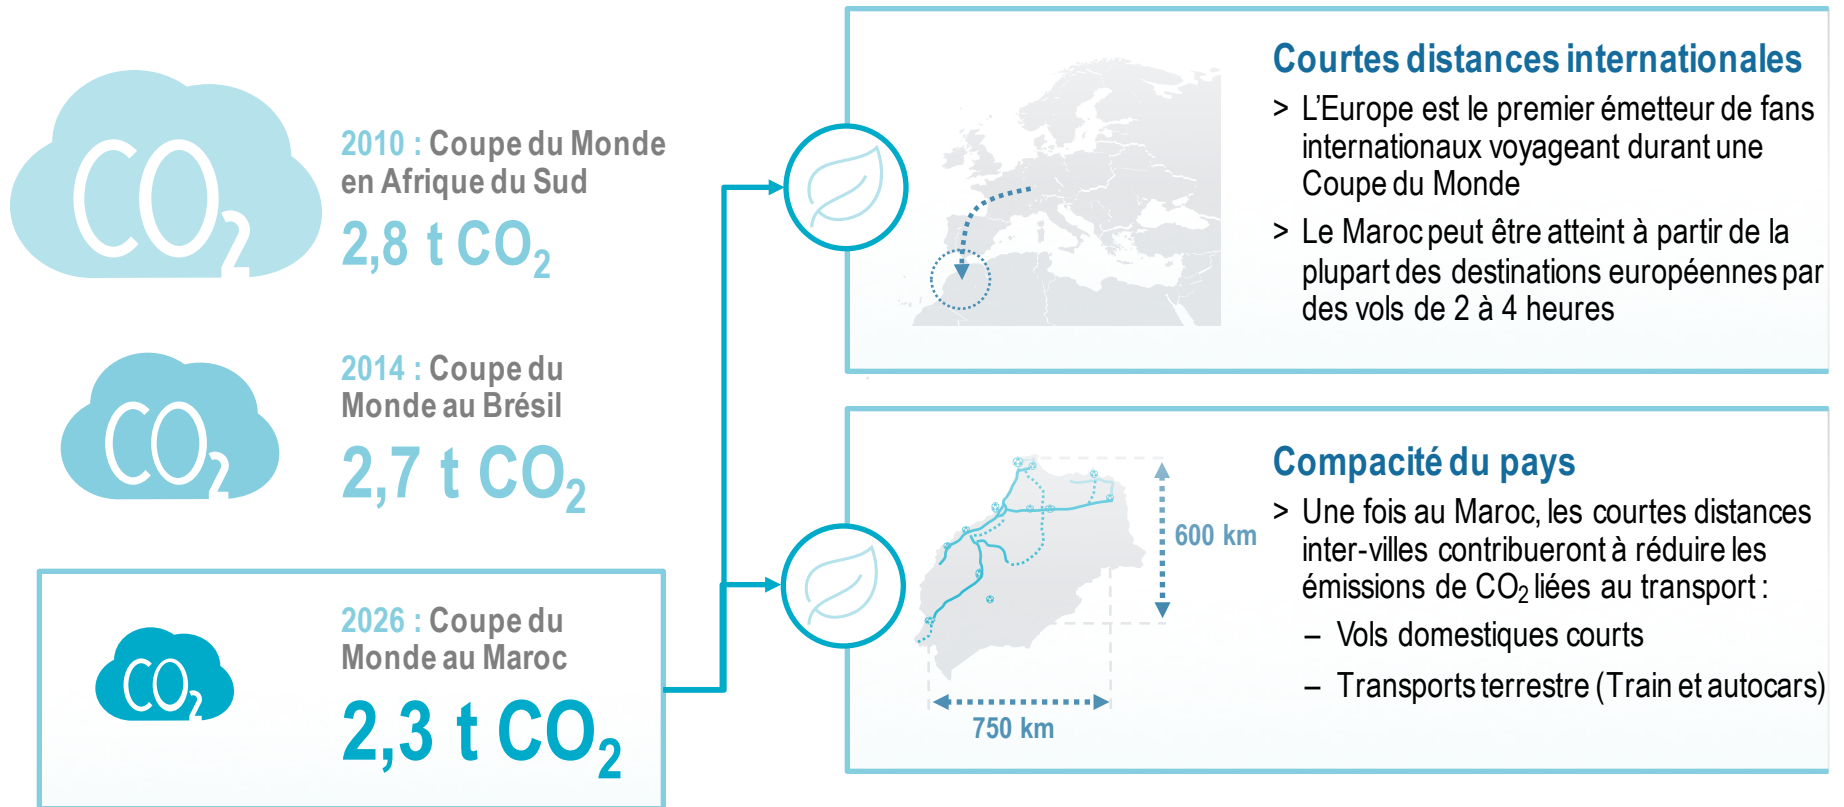 CO2
2010 : Coupe du Monde
en Afrique du Sud
2,8 t CO2
CO2
2014 : Coupe du
Monde au Brésil
2,7 t CO2
CO2
2026 : Coupe du
Monde au Maroc
2,3 t CO2
Courtes distances internationales
> L’Europe est le premier émetteur de fans
internationaux voyageant durant une
Coupe du Monde
> Le Maroc peut être atteint à partir de la
plupart des destinations européennes par
des vols de 2 à 4 heures
600 km
750 km
Compacité du pays
> Une fois au Maroc, les courtes distances
inter-villes contribueront à réduire les
émissions de CO2 liées au transport :
– Vols domestiques courts
– Transports terrestre (Train et autocars)